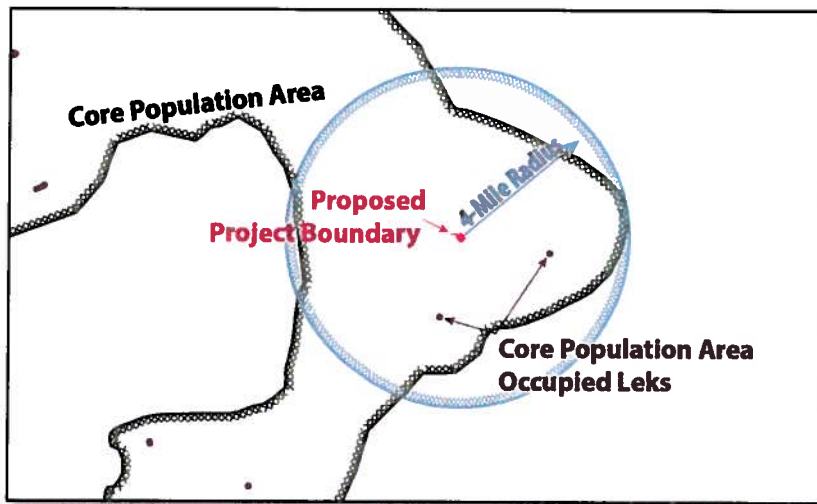 Core Population Area
4-Mile Radius
Proposed
Project Boundary
Core Population Area
Occupied Leks